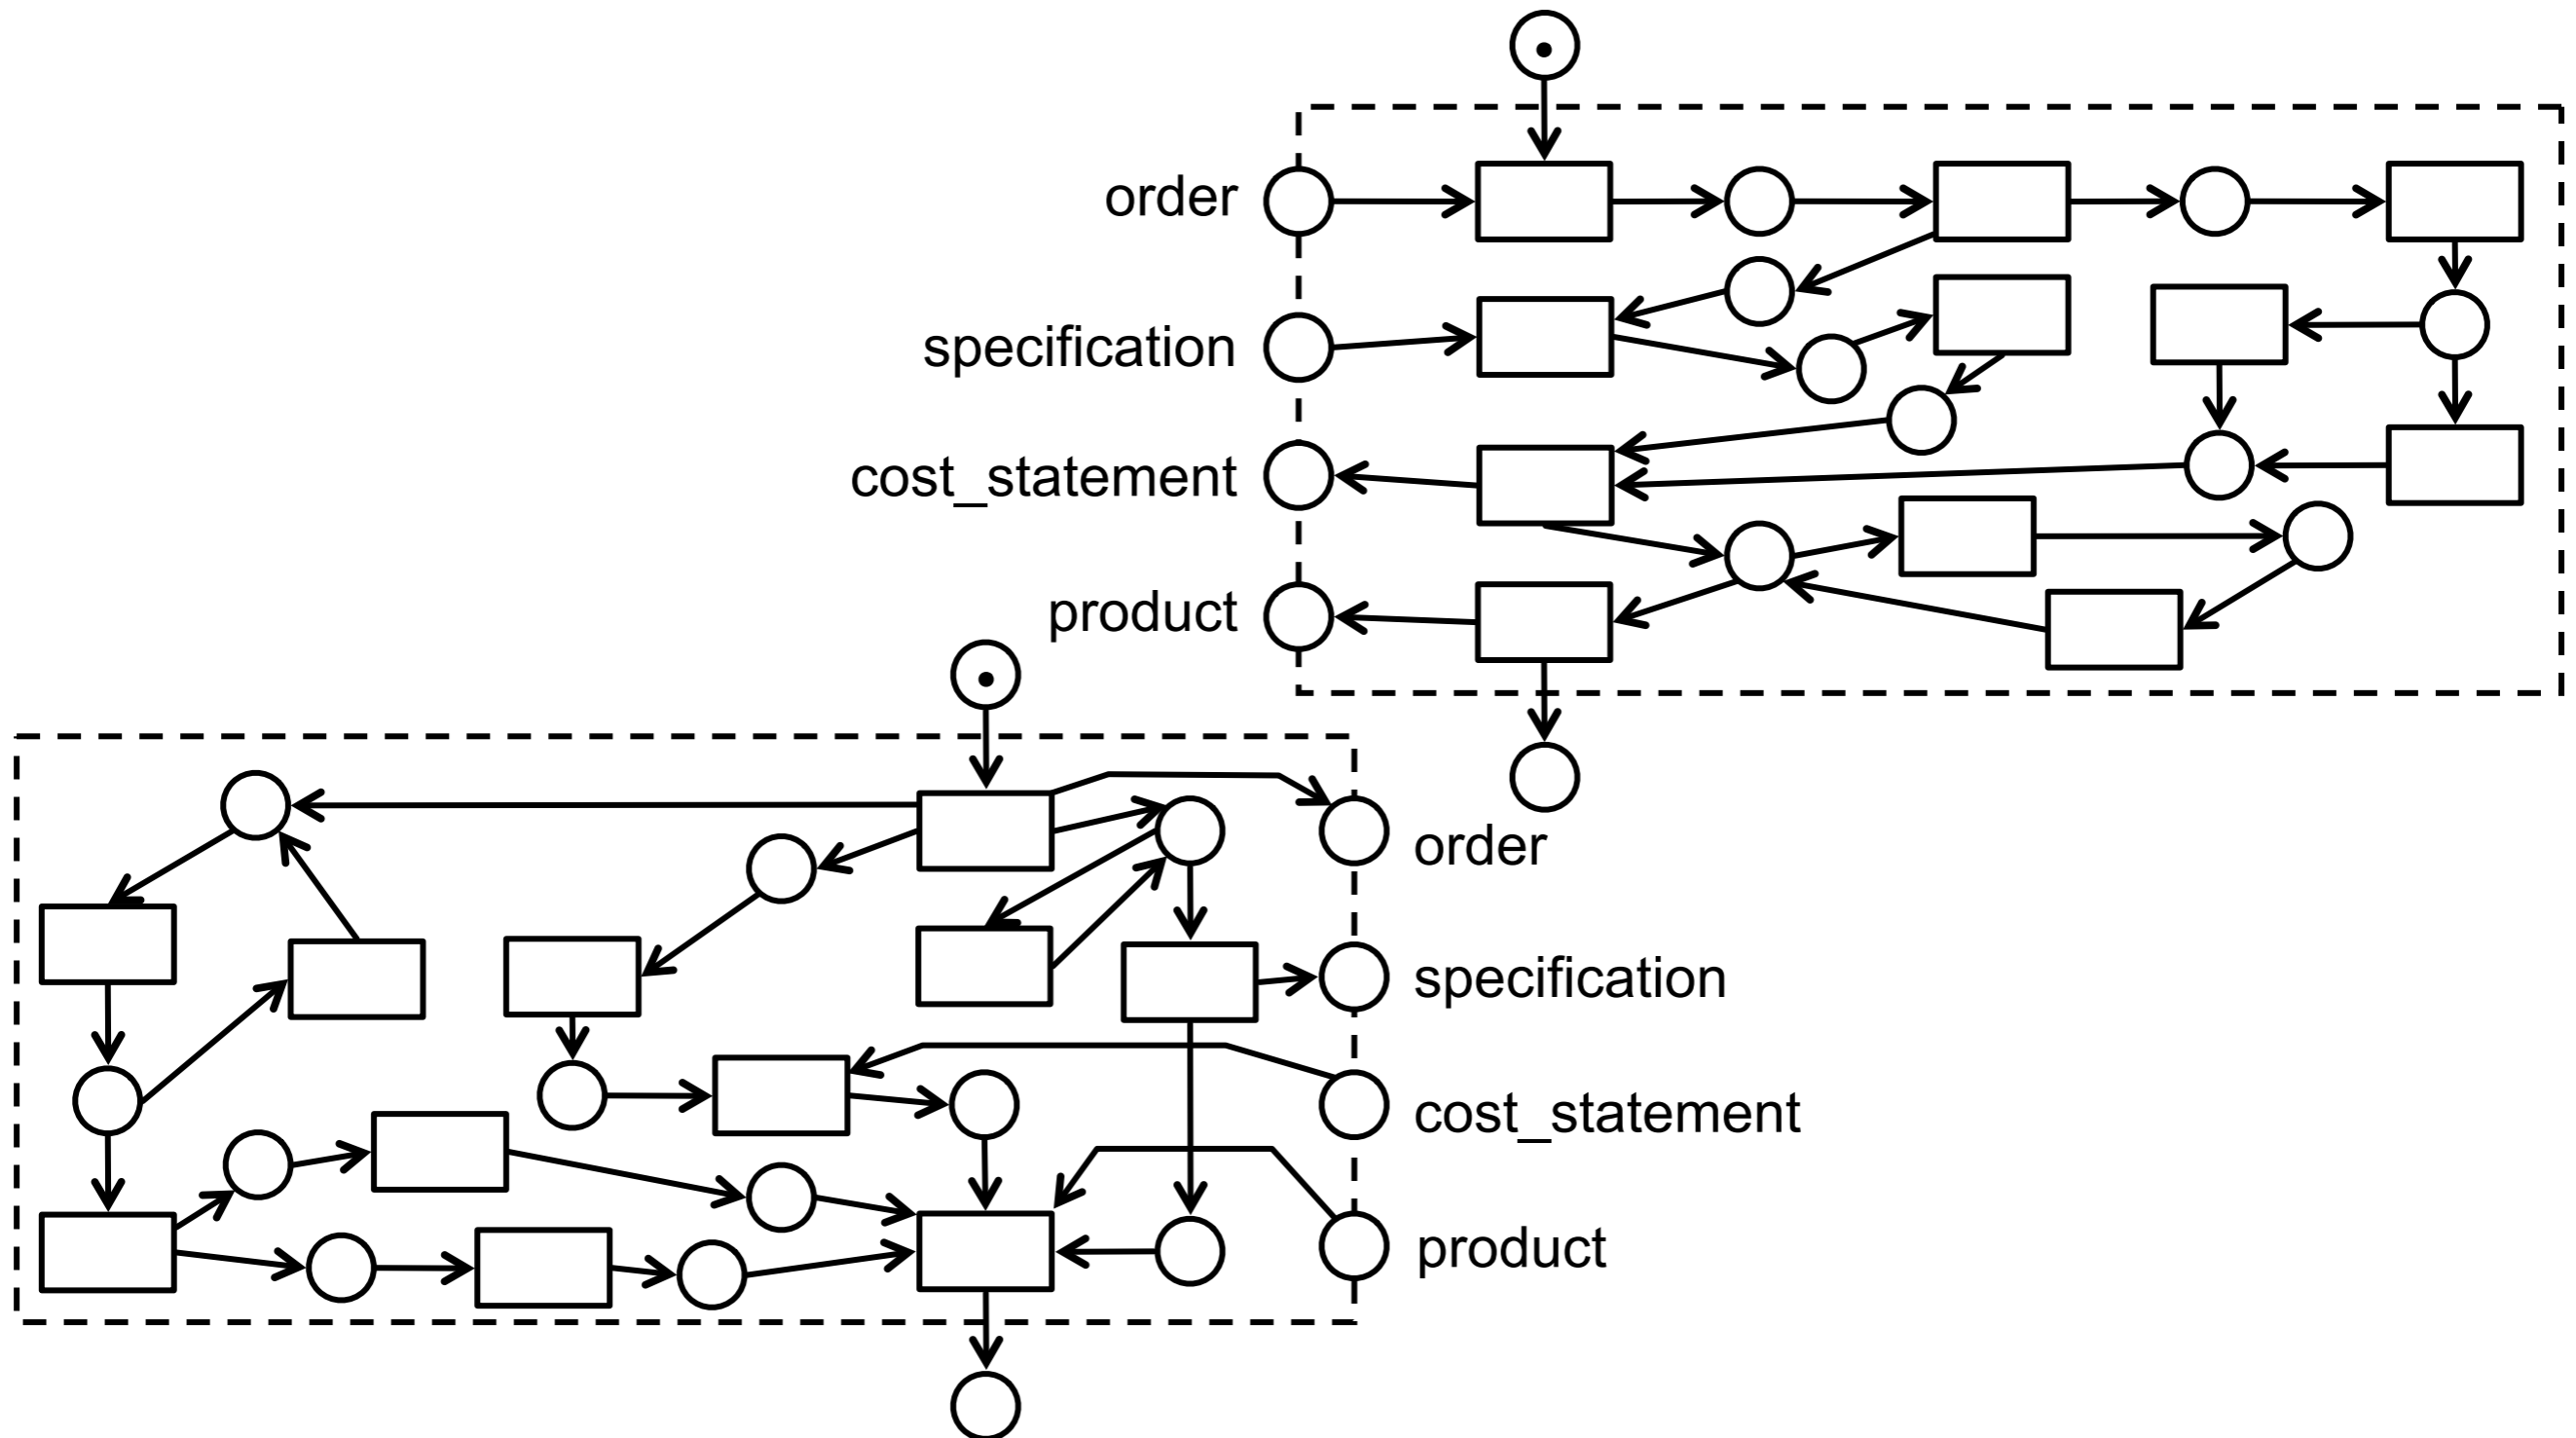 order
specification
cost_statement
product
order
specification
cost_statement
product